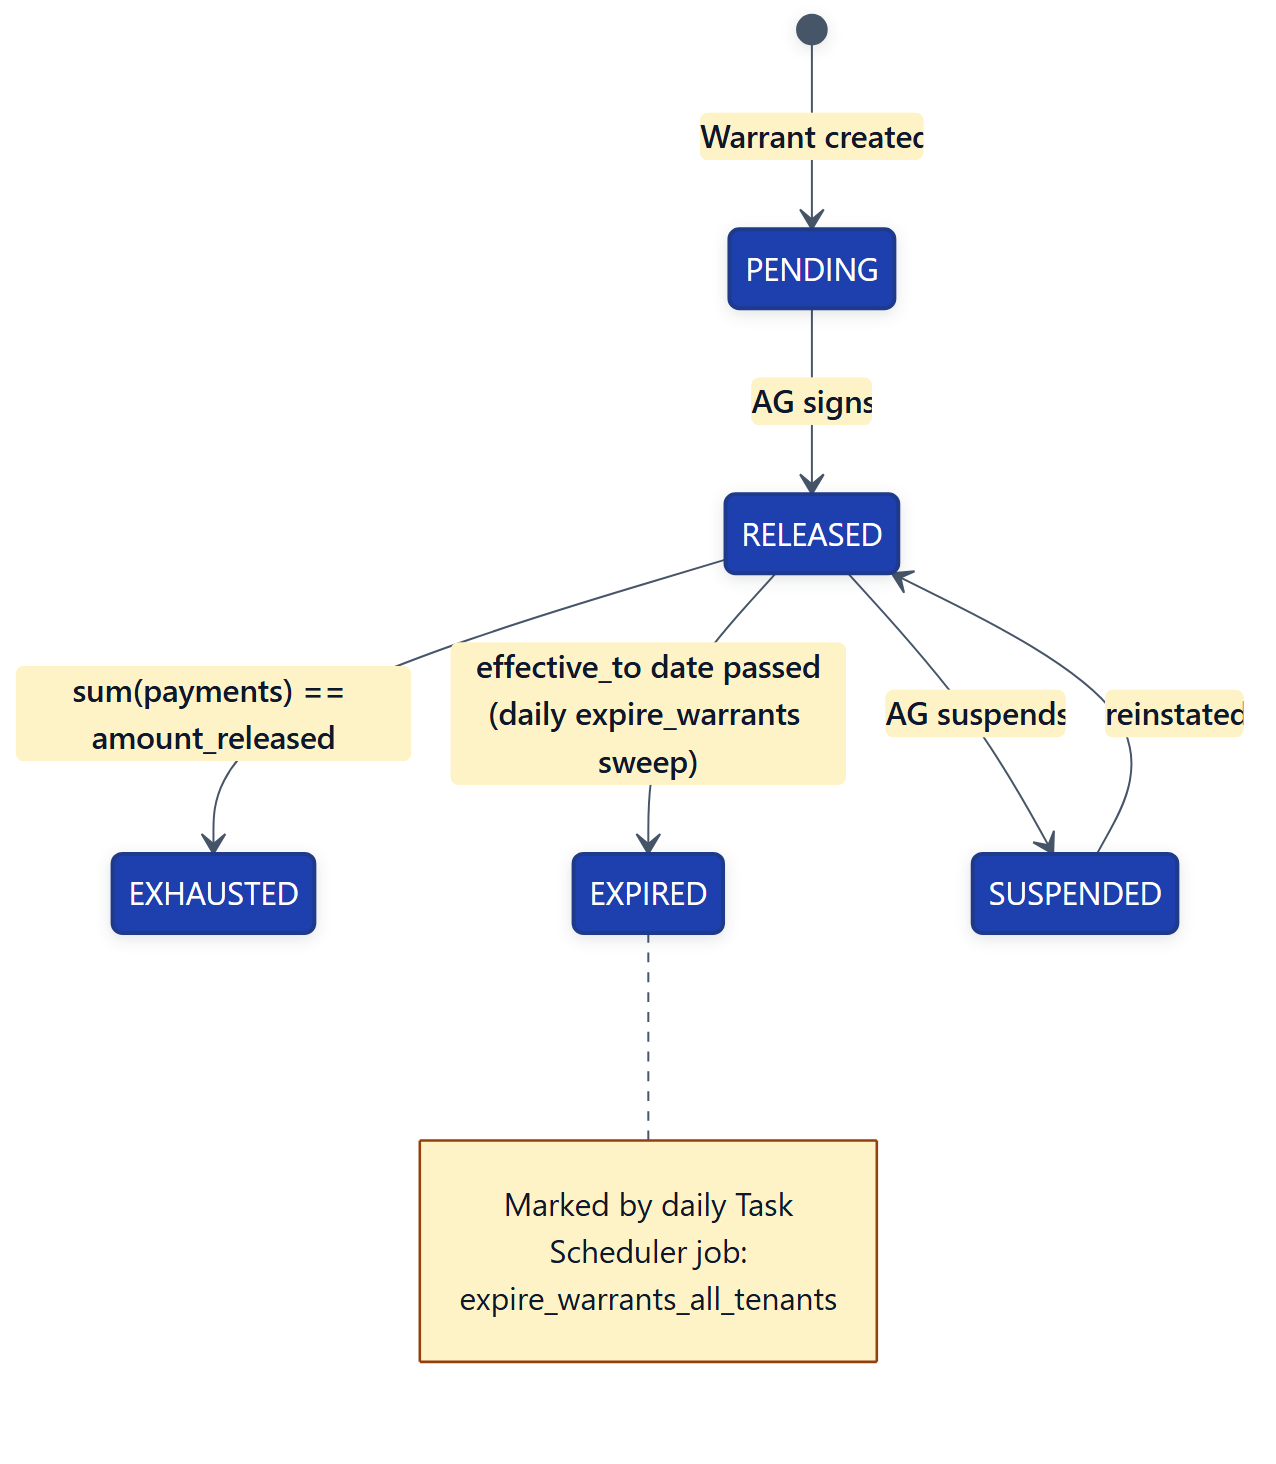 Warrant created
PENDING
AG signs
RELEASED
sum(payments) ==
amount_released
effective_to date passed
(daily expire_warrants
sweep)
AG suspends
reinstated
EXHAUSTED
EXPIRED
SUSPENDED
Marked by daily Task
Scheduler job:
expire_warrants_all_tenants